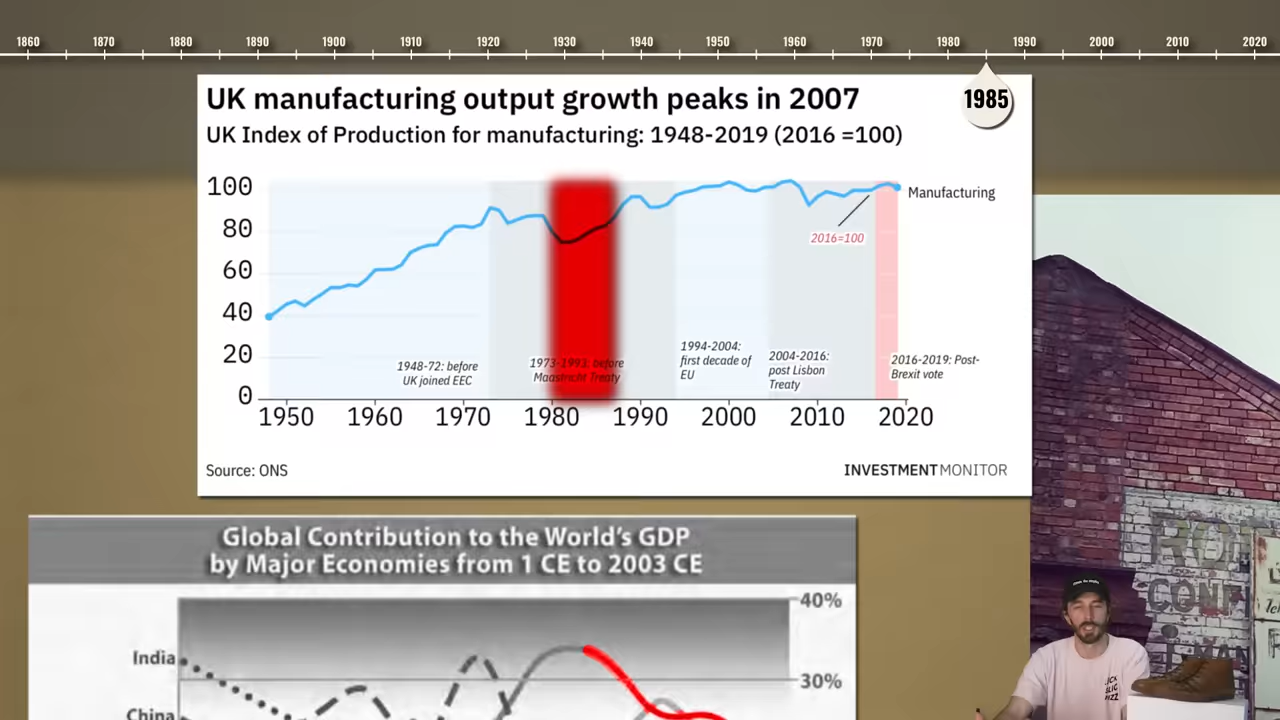 1860 1870 1880 1890 1900 1910 1920 1930 1940 1950 1960 1970 1980 1990 2000 2010 2020
UK manufacturing output growth peaks in 2007
1985
UK Index of Production for manufacturing: 1948-2019 (2016 =100)
100
Manufacturing
80
2016=100
60
40
20
1948-72: before
UK joined EEC
1973-1993: before
Maastricht Treaty
1994-2004:
first decade of
EU
2004-2016:
post Lisbon
Treaty
2016-2019: Post-
Brexit vote
0
1950 1960 1970 1980 1990 2000 2010 2020
Source: ONS
INVESTMENTMONITOR
Global Contribution to the World's GDP
by Major Economies from 1 CE to 2003 CE
40%
India
30%
China